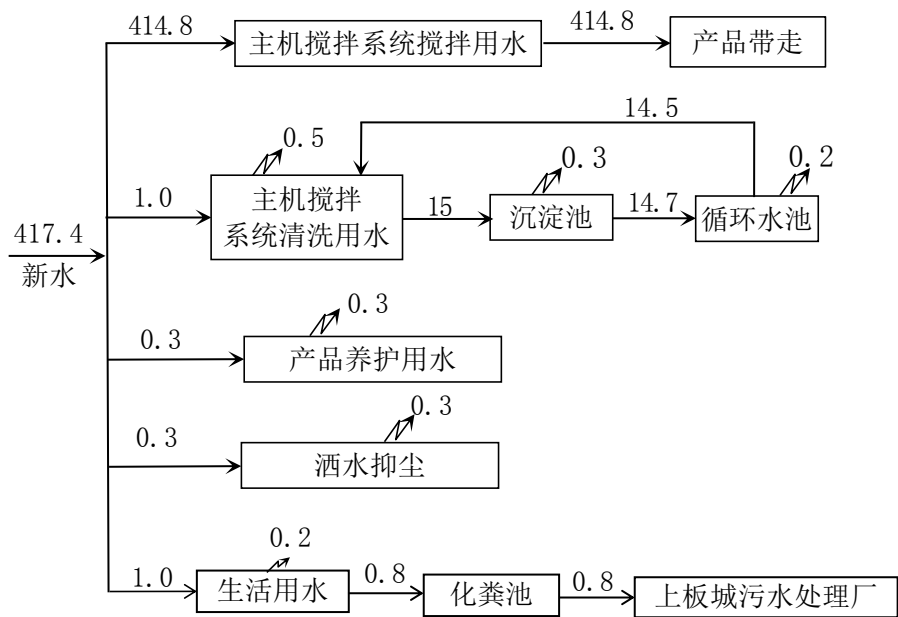 414.8
主机搅拌系统搅拌用水
414.8
产品带走
14.5
0.5
0.3
0.2
1.0
主机搅拌
系统清洗用水
15
沉淀池
14.7
循环水池
417.4
新水
0.3
0.3
产品养护用水
0.3
0.3
洒水抑尘
0.2
1.0
生活用水
0.8
化粪池
0.8
上板城污水处理厂